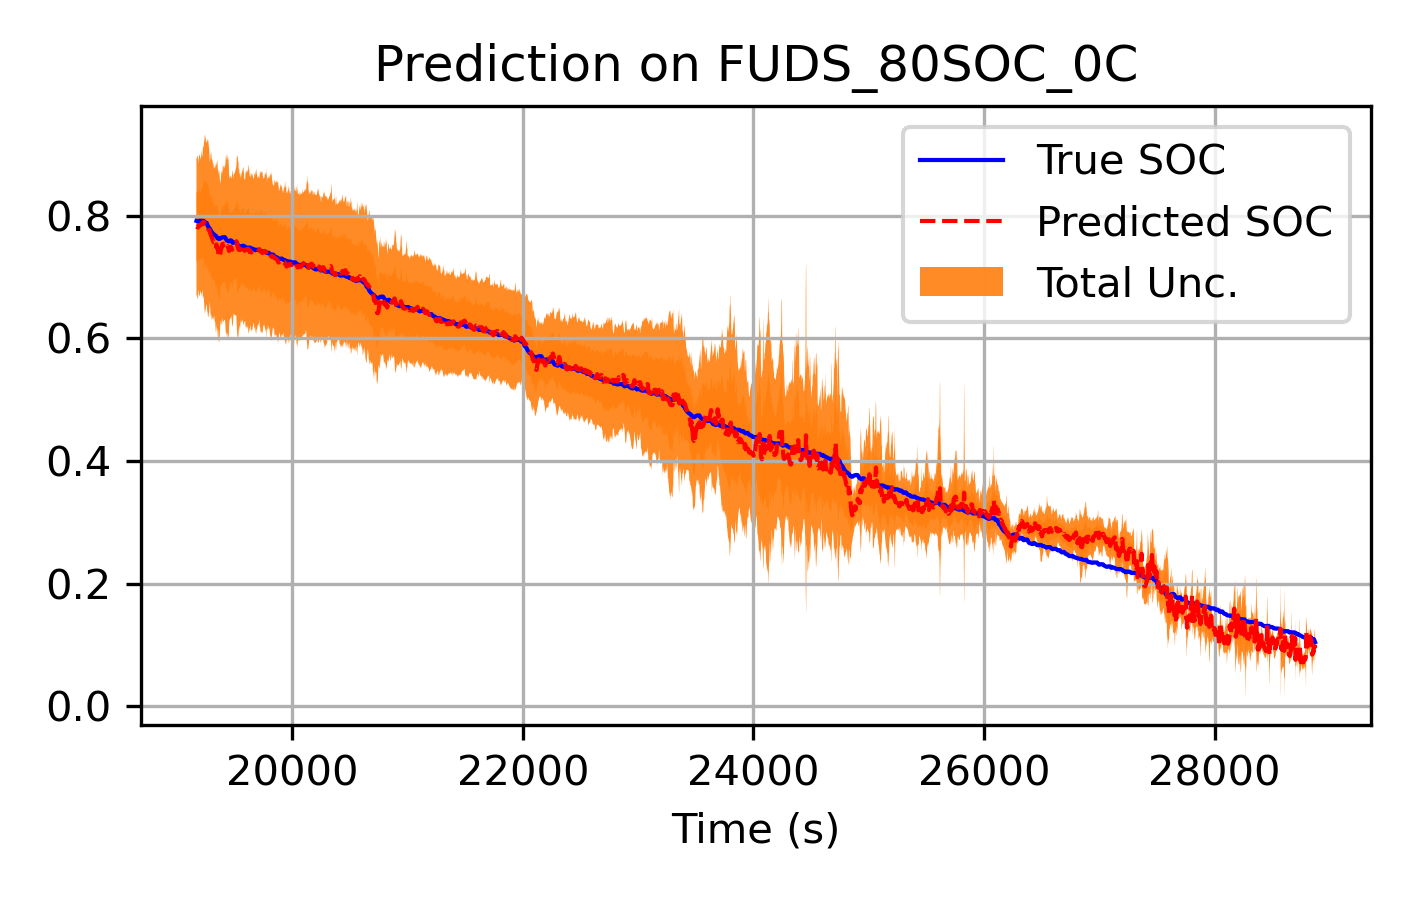 Prediction on FUDS_80SOC_0C
True SOC
Predicted SOC
Total Unc.
0.8
0.6
0.4
0.2
0.0
20000 22000 24000 26000 28000
Time (s)